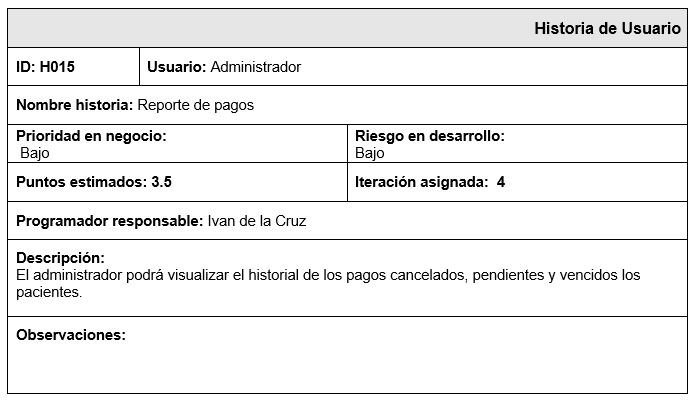 Historia de Usuario
ID: H015
Usuario: Administrador
Nombre historia: Reporte de pagos
Prioridad en negocio:
Bajo
Riesgo en desarrollo:
Bajo
Puntos estimados: 3.5
Iteración asignada: 4
Programador responsable: Ivan de la Cruz
Descripción:
El administrador podrá visualizar el historial de los pagos cancelados, pendientes y vencidos los
pacientes.
Observaciones: